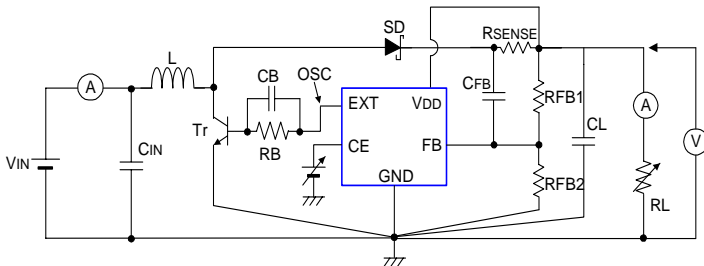 SD
RSENSE
L
OSC
CB
A
EXT
VDD
CFB
RFB1
A
Tr
CIN
RB
CE
FB
CL
V
VIN
GND
RFB2
RL